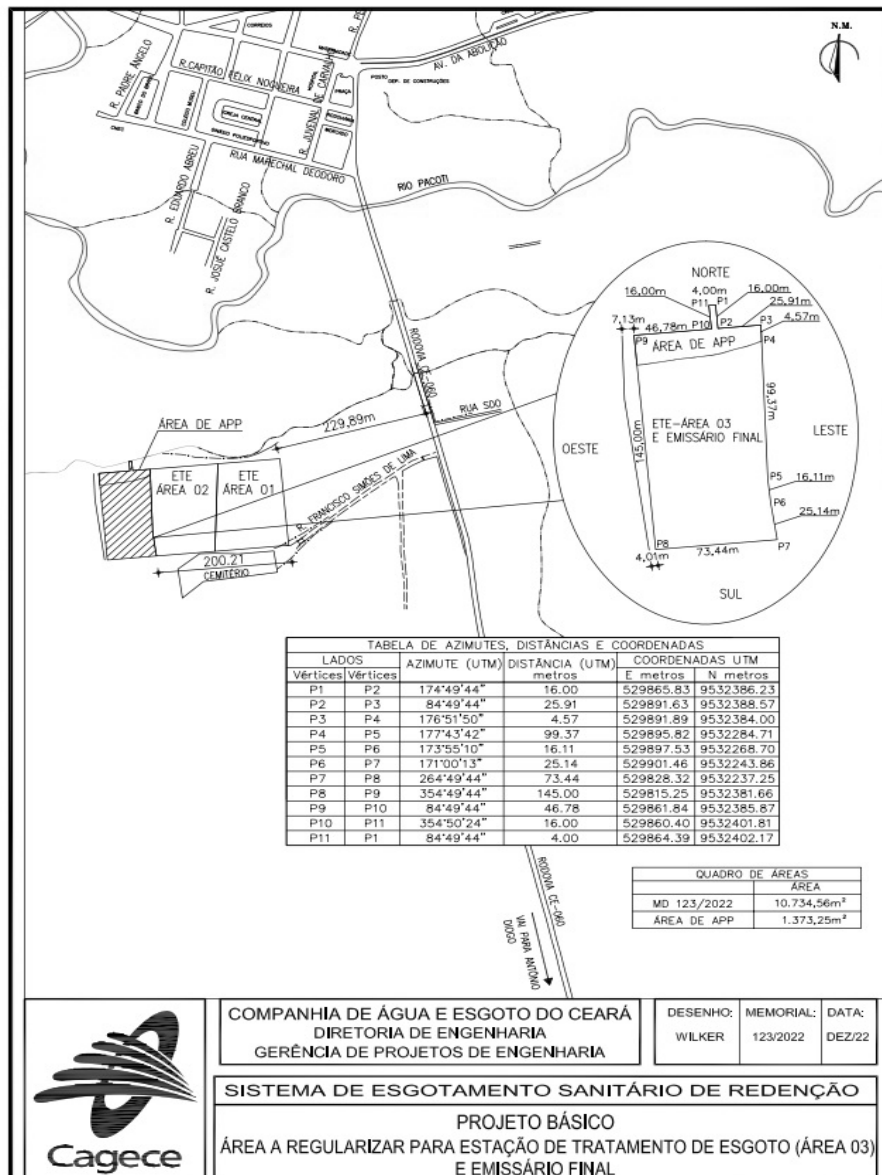 N.M.
CORREIOS
R. PADRE ÂNGELO
R.CAPITÃO FELIX NOGUEIRA
AV. DA ABOLIÇÃO
POSTO
DEP. DE CONSTRUÇÕES
HOSPITAL
PRAÇA
R. JUVENAL DE CARVALHO
IGREJA CENTRAL
RODOVIÁRIA
MERCADO
GINÁSIO POLIESPORTIVO
RUA MARECHAL DEODORO
R. EDUARDO ABREU
R. JOSUÉ CASTELO BRANCO
RIO PACOTI
RODOVIA CE-060
RUA SDO
229,89m
ÁREA DE APP
ETE
ÁREA 02
ETE
ÁREA 01
R. FRANCISCO SIMÕES DE LIMA
200.21
CEMITÉRIO
NORTE
16,00m 4,00m 16,00m
P11 P1
25,91m
7,13m 46,78m P10 P2 P3 4,57m
P9 ÁREA DE APP P4
99,37m
ETE-ÁREA 03
E EMISSÁRIO FINAL
OESTE
LESTE
145,00m
P5 16,11m
P6
25,14m
P8 P7
4,01m 73,44m
SUL
TABELA DE AZIMUTES, DISTÂNCIAS E COORDENADAS
LADOS AZIMUTE (UTM) DISTÂNCIA (UTM) COORDENADAS UTM
Vértices Vértices metros E metros N metros
P1 P2 174°49'44" 16.00 529865.83 9532386.23
P2 P3 84°49'44" 25.91 529891.63 9532388.57
P3 P4 176°51'50" 4.57 529891.89 9532384.00
P4 P5 177°43'42" 99.37 529895.82 9532284.71
P5 P6 173°55'10" 16.11 529897.53 9532268.70
P6 P7 171°00'13" 25.14 529901.46 9532243.86
P7 P8 264°49'44" 73.44 529828.32 9532237.25
P8 P9 354°49'44" 145.00 529815.25 9532381.66
P9 P10 84°49'44" 46.78 529861.84 9532385.87
P10 P11 354°50'24" 16.00 529860.40 9532401.81
P11 P1 84°49'44" 4.00 529864.39 9532402.17
RODOVIA CE-060
VAI PARA ANTÔNIO
DIOGO
QUADRO DE ÁREAS
ÁREA
MD 123/2022 10.734,56m²
ÁREA DE APP 1.373,25m²
Cagece
COMPANHIA DE ÁGUA E ESGOTO DO CEARÁ
DIRETORIA DE ENGENHARIA
GERÊNCIA DE PROJETOS DE ENGENHARIA
DESENHO: MEMORIAL: DATA:
WILKER 123/2022 DEZ/22
SISTEMA DE ESGOTAMENTO SANITÁRIO DE REDENÇÃO
PROJETO BÁSICO
ÁREA A REGULARIZAR PARA ESTAÇÃO DE TRATAMENTO DE ESGOTO (ÁREA 03)
E EMISSÁRIO FINAL